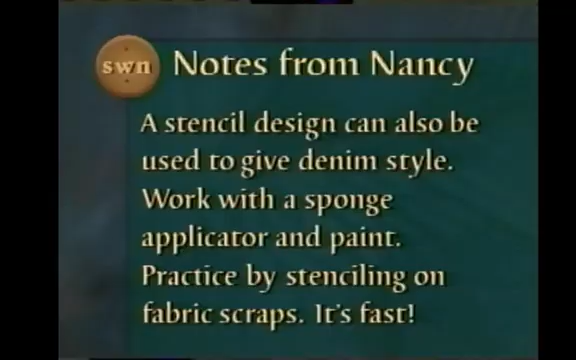 swn Notes from Nancy
A stencil design can also be
used to give denim style.
Work with a sponge
applicator and paint.
Practice by stenciling on
fabric scraps. It's fast!